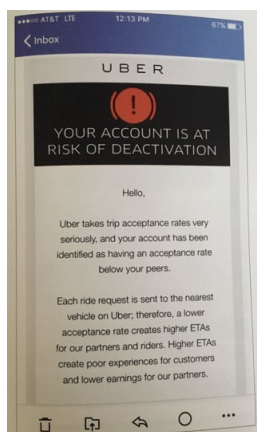 AT&T LTE 12:13 PM 67%
Inbox
UBER
!
YOUR ACCOUNT IS AT
RISK OF DEACTIVATION
Hello,
Uber takes trip acceptance rates very
seriously, and your account has been
identified as having an acceptance rate
below your peers.
Each ride request is sent to the nearest
vehicle on Uber; therefore, a lower
acceptance rate creates higher ETAs
for our partners and riders. Higher ETAs
create poor experiences for customers
and lower earnings for our partners.